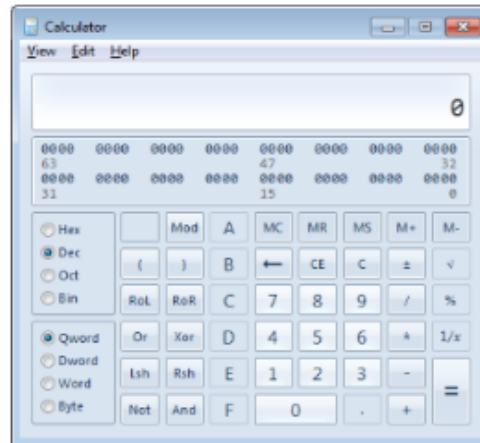 Calculator
View Edit Help
0
0000 0000 0000 0000 0000 0000 0000 0000
63 47 32
0000 0000 0000 0000 0000 0000 0000 0000
31 15 0
Hex Mod A MC MR MS M+ M-
Dec ( ) B ← CE C ± √
Oct
Bin RoL RoR C 7 8 9 / %
Qword Or Xor D 4 5 6 * 1/x
Dword
Word Lsh Rsh E 1 2 3 - =
Byte Not And F 0 . +